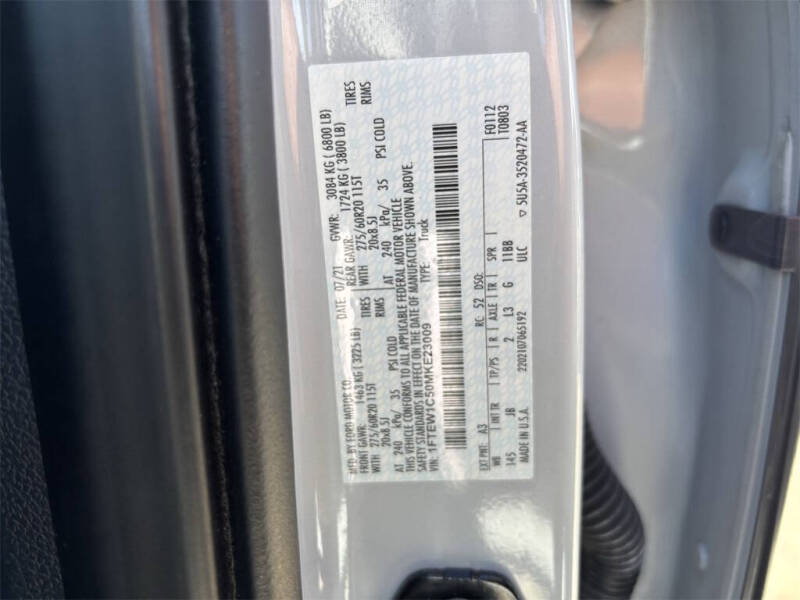 MFD. BY FORD MOTOR CO. DATE: 07/21 GVWR: 3084 KG ( 6800 LB)
FRONT GAWR: 1463 KG ( 3225 LB) REAR GAWR: 1724 KG ( 3800 LB)
WITH 275/60R20 115T TIRES WITH 275/60R20 115T TIRES
20x8.5J RIMS 20x8.5J RIMS
AT 240 kPa/ 35 PSI COLD AT 240 kPa/ 35 PSI COLD
THIS VEHICLE CONFORMS TO ALL APPLICABLE FEDERAL MOTOR VEHICLE
SAFETY STANDARDS IN EFFECT ON THE DATE OF MANUFACTURE SHOWN ABOVE.
VIN: 1FTEW1C50MKE23009 TYPE: Truck
F0112
T0803
EXT PNT: A3 RC: 52 DSO:
WB INT TR TP/PS R AXLE TR SPR
145 JB 2 L3 G 11BB
MADE IN U.S.A. 2202107065192 ULC 5U5A-3520472-AA